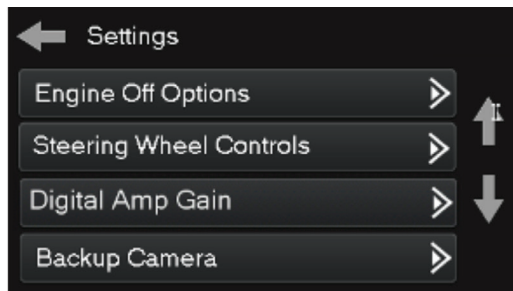 Settings
Engine Off Options
Steering Wheel Controls
Digital Amp Gain
Backup Camera